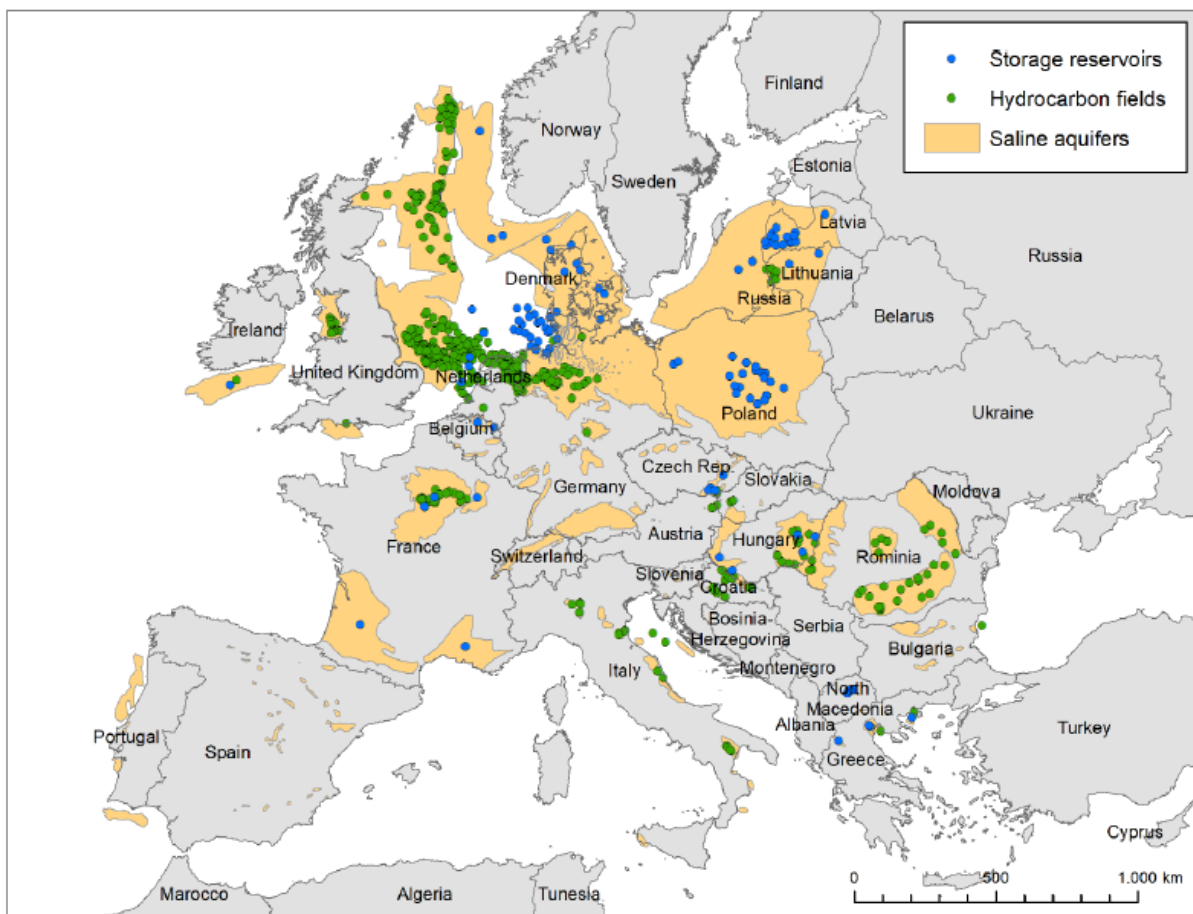 Storage reservoirs
Hydrocarbon fields
Saline aquifers
Finland
Norway
Sweden
Estonia
Latvia
Russia
Denmark
Lithuania
Russia
Belarus
Ireland
United Kingdom
Netherlands
Poland
Ukraine
Belgium
Czech Rep.
Slovakia
Germany
Moldova
France
Austria
Hungary
Rominia
Switzerland
Slovenia
Croatia
Bosinia-
Herzegovina
Serbia
Bulgaria
Italy
Montenegro
North
Macedonia
Albania
Portugal
Spain
Turkey
Greece
Cyprus
Marocco
Algeria
Tunesia
0 500 1.000 km